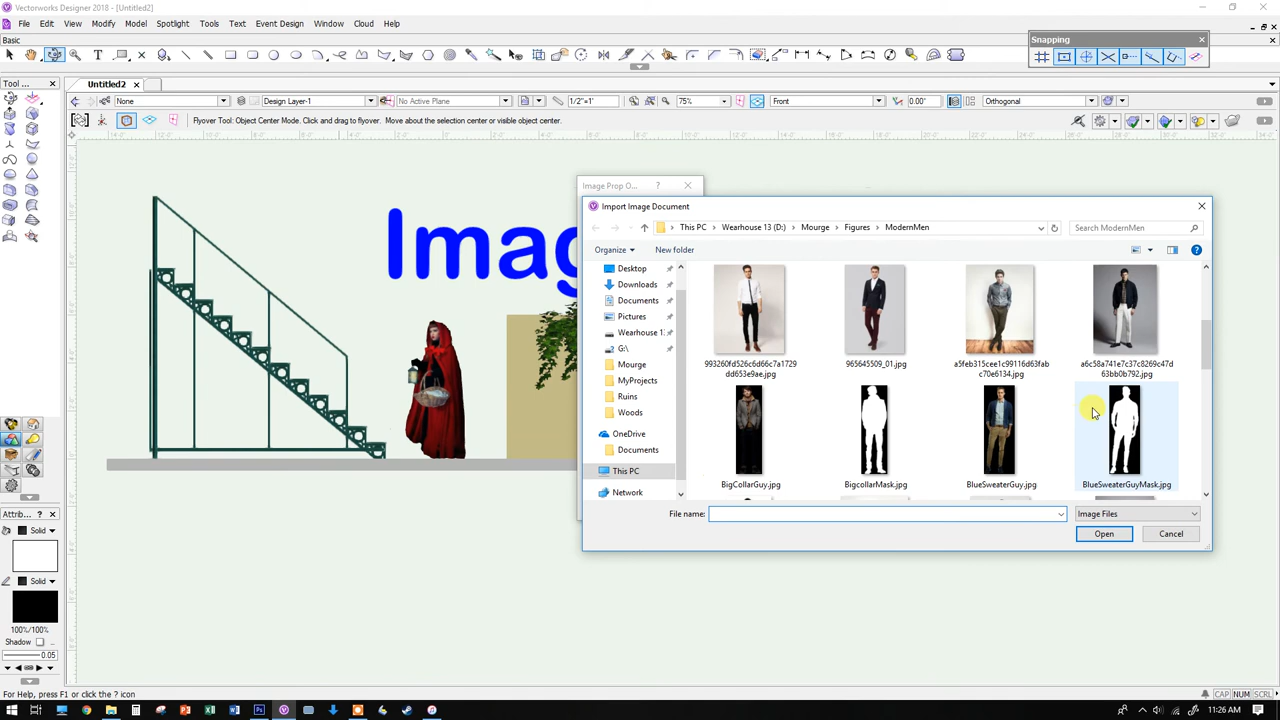 Vectorworks Designer 2018 - [Untitled2]
File Edit View Modify Model Spotlight Tools Text Event Design Window Cloud Help
Basic
Snapping
Tool ...
Untitled2
None
Design Layer-1
No Active Plane
1/2"=1'
75%
Front
0.00°
Orthogonal
Flyover Tool: Object Center Mode. Click and drag to flyover. Move about the selection center or visible object center.
Imag
Image Prop O... ?
Import Image Document
This PC > Wearhouse 13 (D:) > Mourge > Figures > ModernMen
Search ModernMen
Organize
New folder
Desktop
Downloads
Documents
Pictures
Wearhouse 1:
G:\
Mourge
MyProjects
Ruins
Woods
OneDrive
Documents
This PC
Network
993260fd526c6d66c7a1729
dd653e9ae.jpg
965645509_01.jpg
a5feb315cee1c99116d63fab
c70e6134.jpg
a6c58a741e7c37c8269c47d
63bb0b792.jpg
BigCollarGuy.jpg
BigcollarMask.jpg
BlueSweaterGuy.jpg
BlueSweaterGuyMask.jpg
File name:
Image Files
Open
Cancel
Attrib...
Solid
Solid
100%/100%
Shadow
0.05
For Help, press F1 or click the ? icon
CAP NUM SCRL
11:26 AM